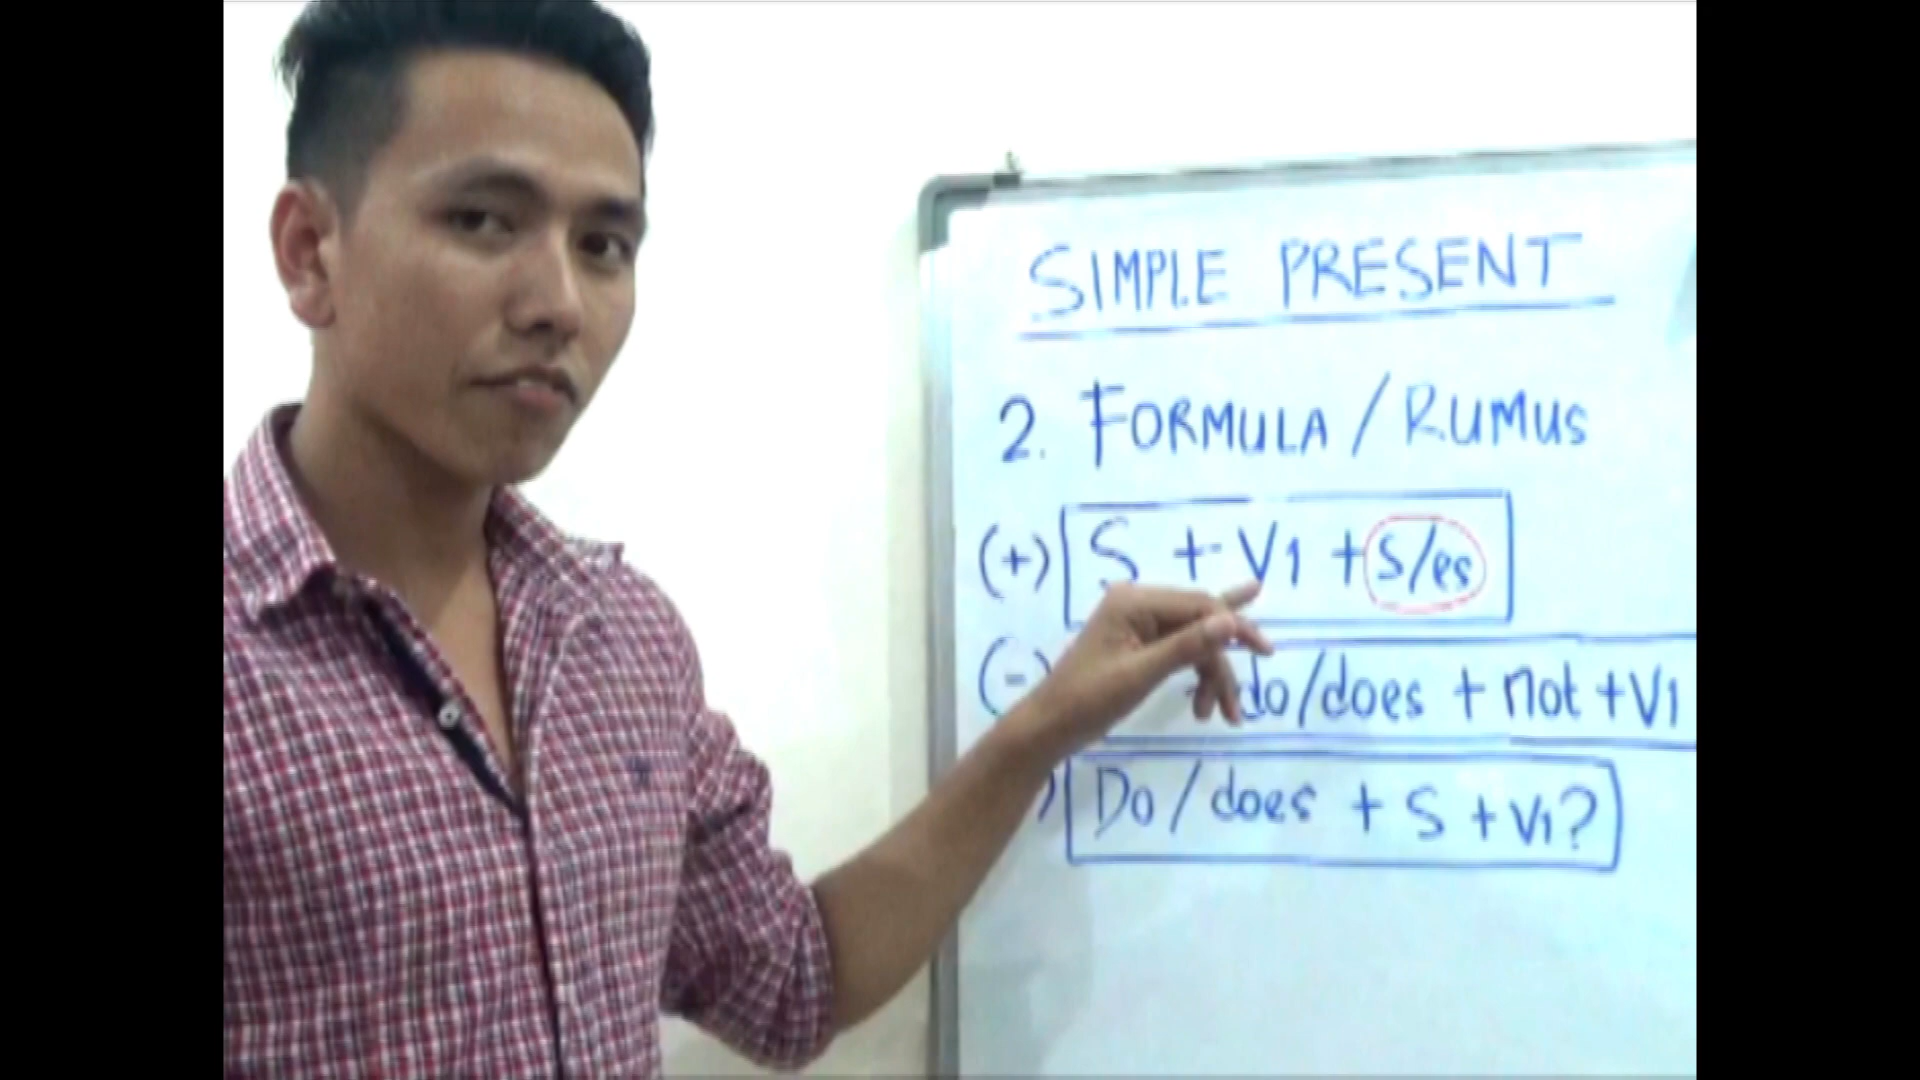 SIMPLE PRESENT
2. FORMULA / RUMUS
(+) S + V1 + S/es
(-) do/does + not + V1
) Do/does + S + V1?